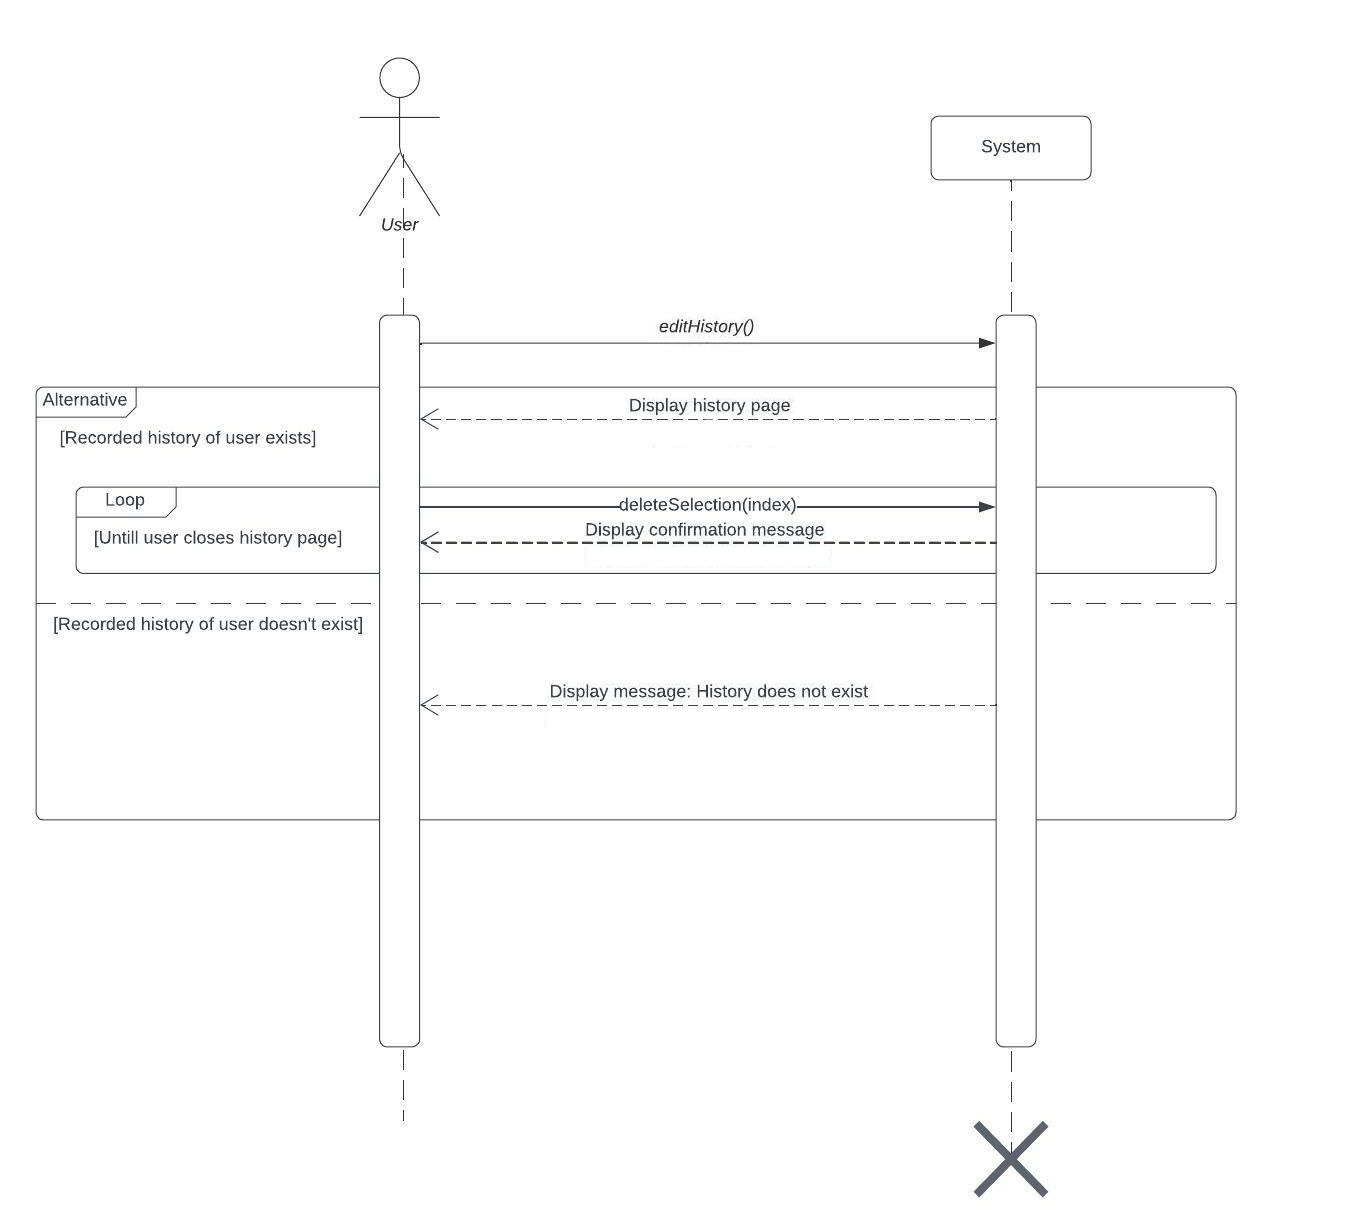 System
User
editHistory()
Alternative
Display history page
[Recorded history of user exists]
Loop
deleteSelection(index)
Display confirmation message
[Untill user closes history page]
[Recorded history of user doesn't exist]
Display message: History does not exist